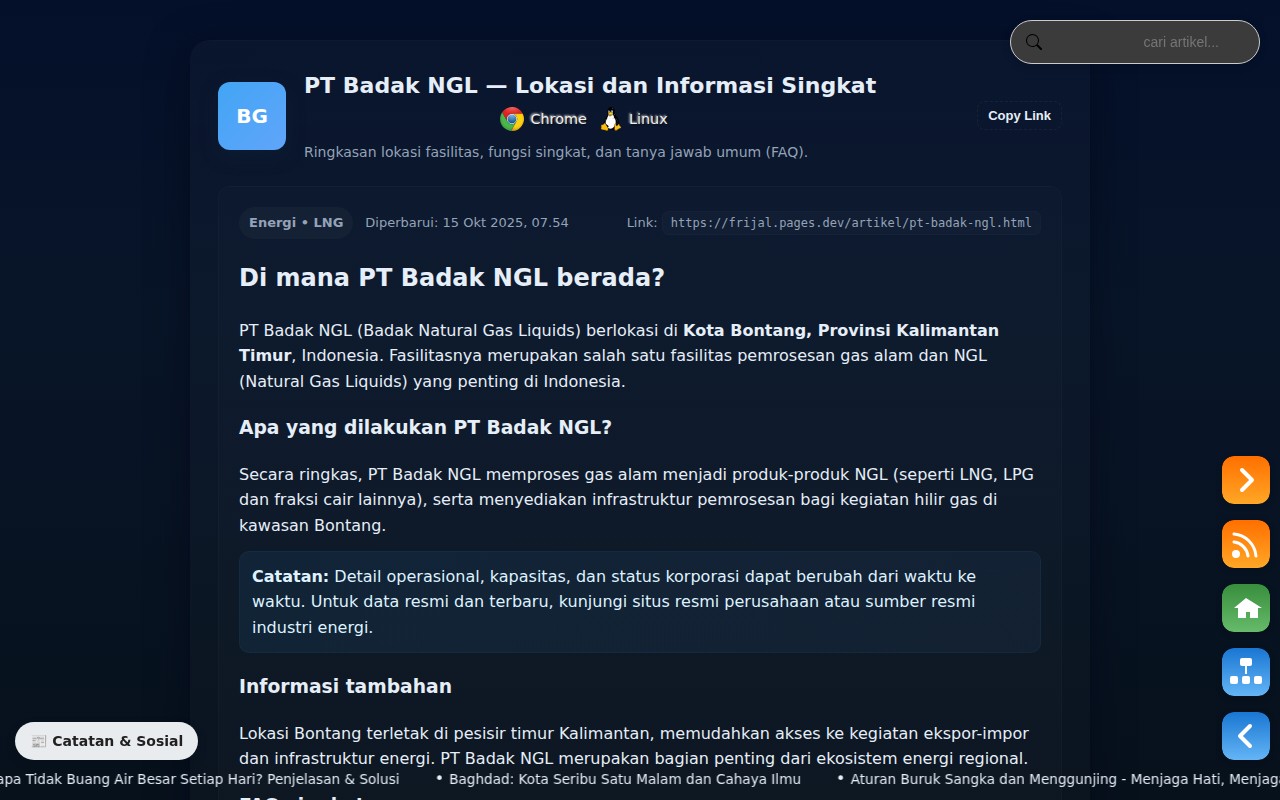 cari artikel...
BG
PT Badak NGL — Lokasi dan Informasi Singkat
Chrome Linux
Copy Link
Ringkasan lokasi fasilitas, fungsi singkat, dan tanya jawab umum (FAQ).
Energi • LNG Diperbarui: 15 Okt 2025, 07.54 Link: https://frijal.pages.dev/artikel/pt-badak-ngl.html
Di mana PT Badak NGL berada?
PT Badak NGL (Badak Natural Gas Liquids) berlokasi di Kota Bontang, Provinsi Kalimantan
Timur, Indonesia. Fasilitasnya merupakan salah satu fasilitas pemrosesan gas alam dan NGL
(Natural Gas Liquids) yang penting di Indonesia.
Apa yang dilakukan PT Badak NGL?
Secara ringkas, PT Badak NGL memproses gas alam menjadi produk-produk NGL (seperti LNG, LPG
dan fraksi cair lainnya), serta menyediakan infrastruktur pemrosesan bagi kegiatan hilir gas di
kawasan Bontang.
Catatan: Detail operasional, kapasitas, dan status korporasi dapat berubah dari waktu ke
waktu. Untuk data resmi dan terbaru, kunjungi situs resmi perusahaan atau sumber resmi
industri energi.
Informasi tambahan
Lokasi Bontang terletak di pesisir timur Kalimantan, memudahkan akses ke kegiatan ekspor-impor
dan infrastruktur energi. PT Badak NGL merupakan bagian penting dari ekosistem energi regional.
📰 Catatan & Sosial
apa Tidak Buang Air Besar Setiap Hari? Penjelasan & Solusi • Baghdad: Kota Seribu Satu Malam dan Cahaya Ilmu • Aturan Buruk Sangka dan Menggunjing - Menjaga Hati, Menjaga